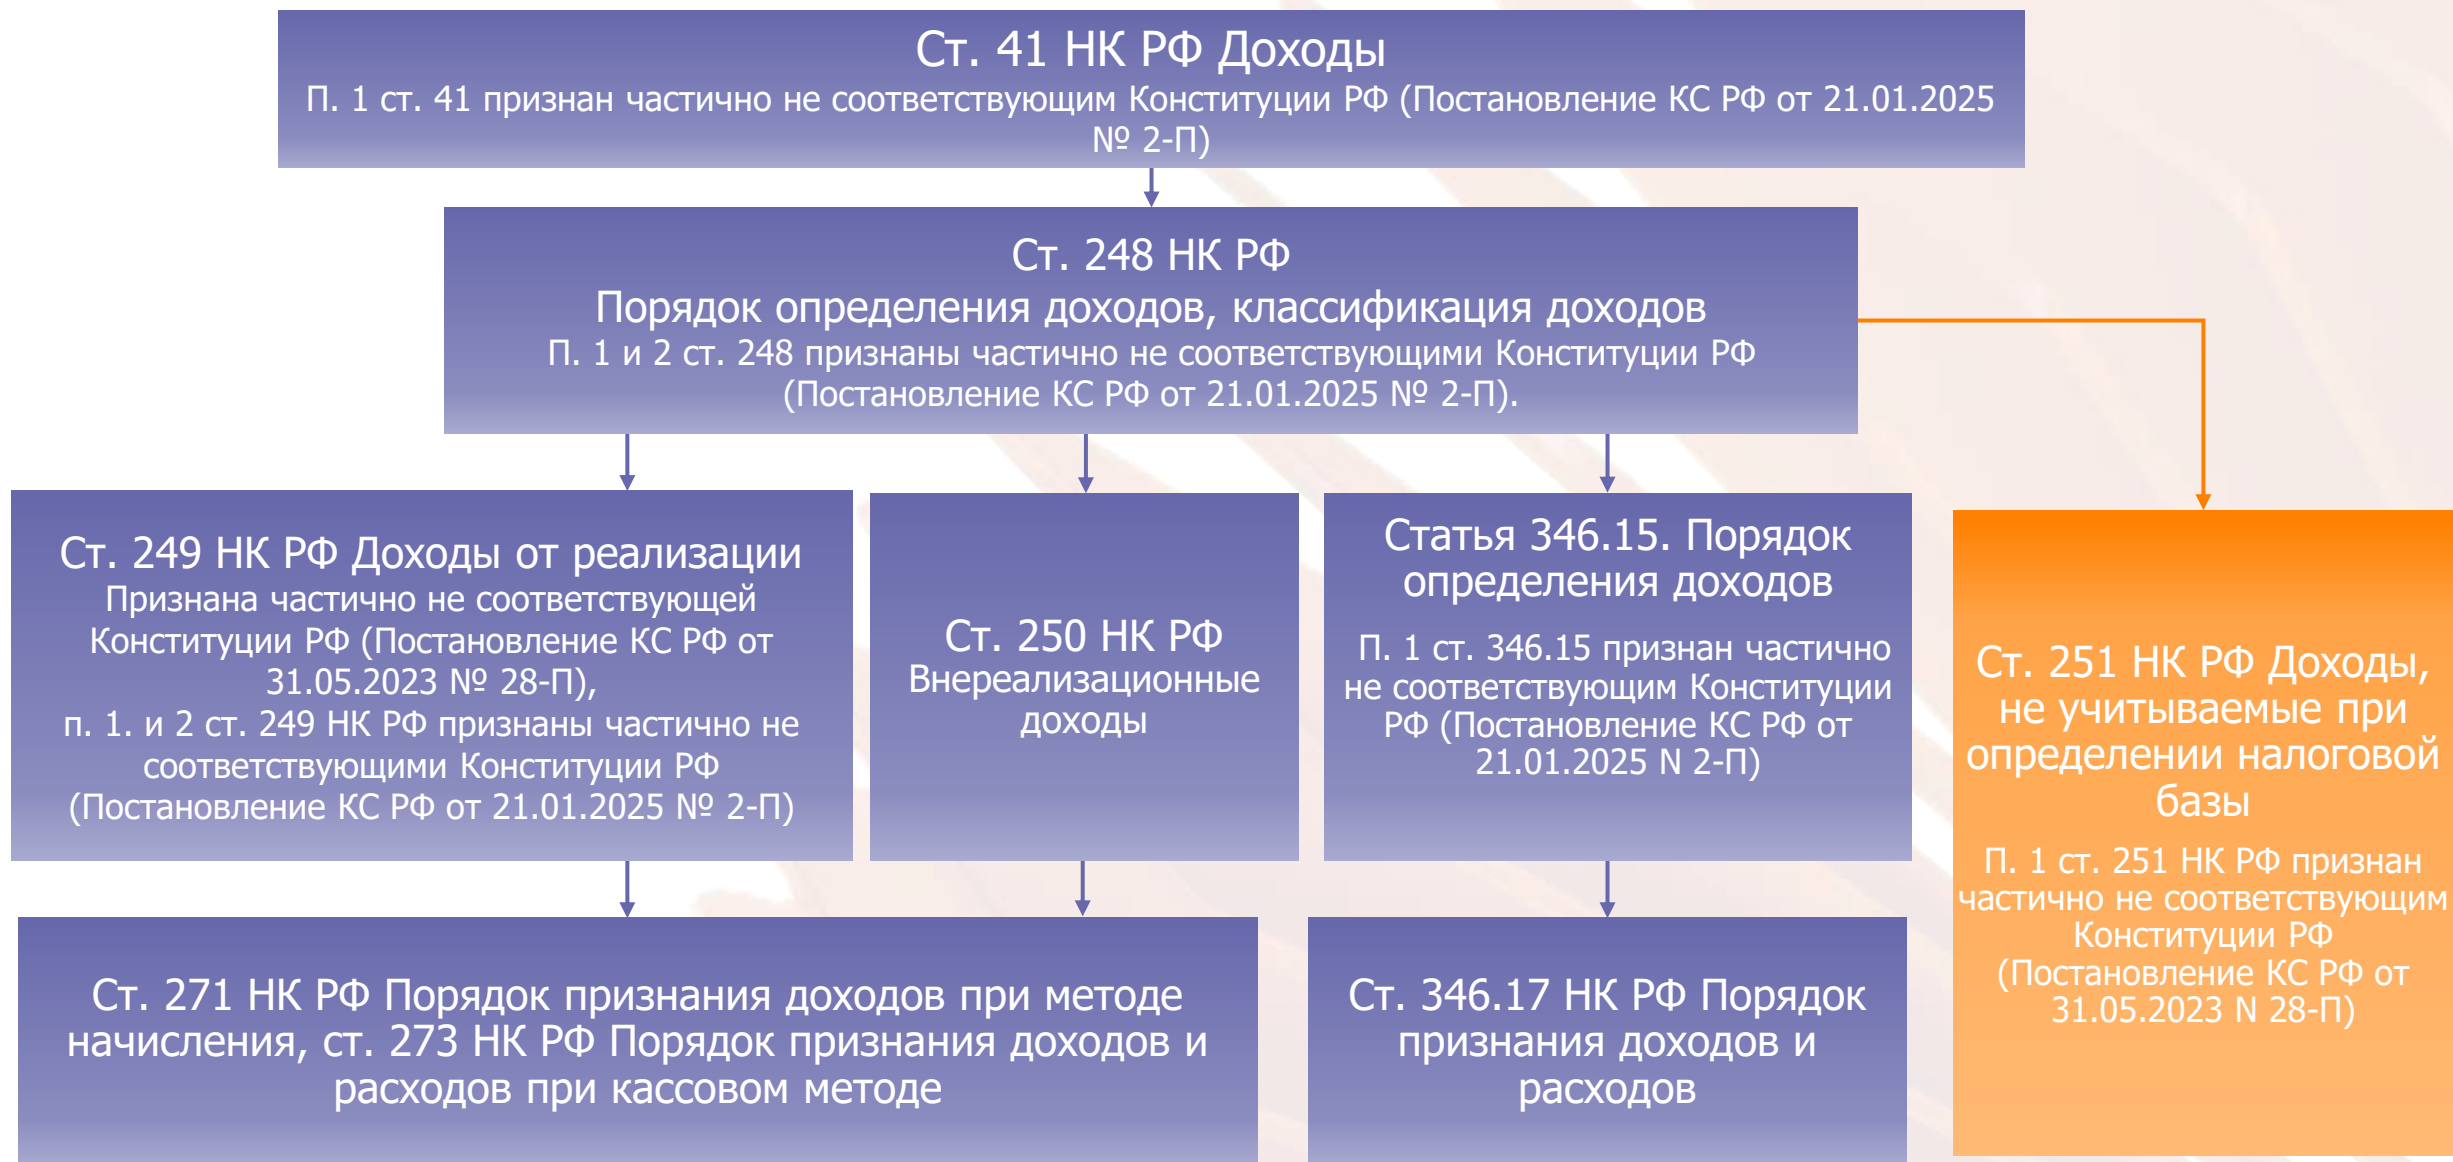 Ст. 41 НК РФ Доходы
П. 1 ст. 41 признан частично не соответствующим Конституции РФ (Постановление КС РФ от 21.01.2025
№ 2-П)
Ст. 248 НК РФ
Порядок определения доходов, классификация доходов
П. 1 и 2 ст. 248 признаны частично не соответствующими Конституции РФ
(Постановление КС РФ от 21.01.2025 № 2-П).
Ст. 249 НК РФ Доходы от реализации
Признана частично не соответствующей
Конституции РФ (Постановление КС РФ от
31.05.2023 № 28-П),
п. 1. и 2 ст. 249 НК РФ признаны частично не
соответствующими Конституции РФ
(Постановление КС РФ от 21.01.2025 № 2-П)
Ст. 250 НК РФ
Внереализационные
доходы
Статья 346.15. Порядок
определения доходов
П. 1 ст. 346.15 признан частично
не соответствующим Конституции
РФ (Постановление КС РФ от
21.01.2025 N 2-П)
Ст. 251 НК РФ Доходы,
не учитываемые при
определении налоговой
базы
П. 1 ст. 251 НК РФ признан
частично не соответствующим
Конституции РФ
(Постановление КС РФ от
31.05.2023 N 28-П)
Ст. 271 НК РФ Порядок признания доходов при методе
начисления, ст. 273 НК РФ Порядок признания доходов и
расходов при кассовом методе
Ст. 346.17 НК РФ Порядок
признания доходов и
расходов